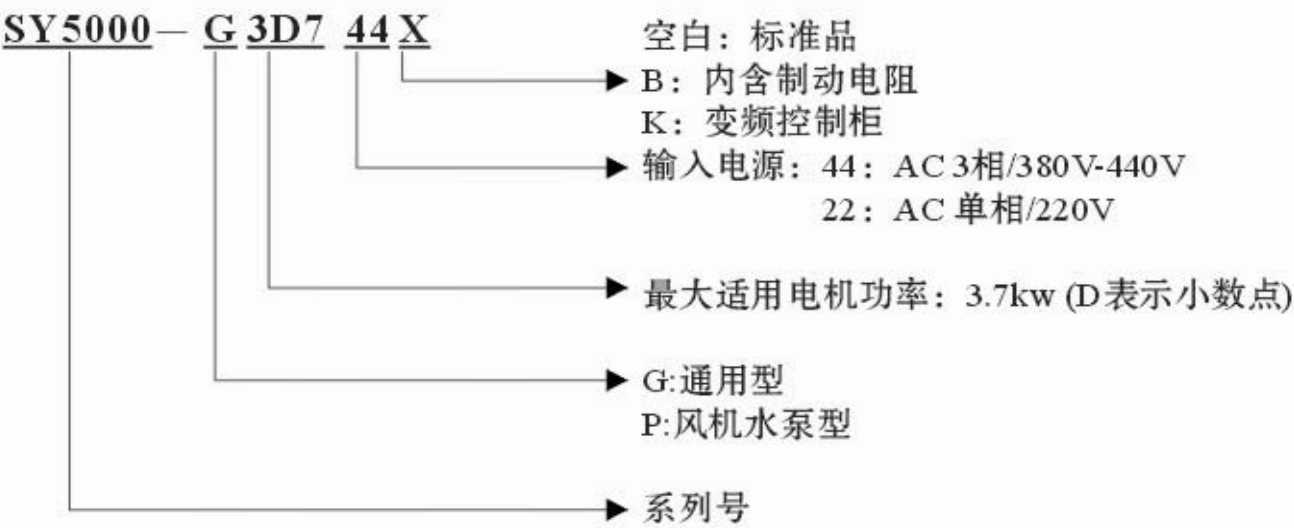 SY5000－ G 3D7 44 X
空白：标准品
B：内含制动电阻
K：变频控制柜
输入电源：44：AC 3相/380V-440V
22：AC 单相/220V
最大适用电机功率：3.7kw (D表示小数点)
G:通用型
P:风机水泵型
系列号